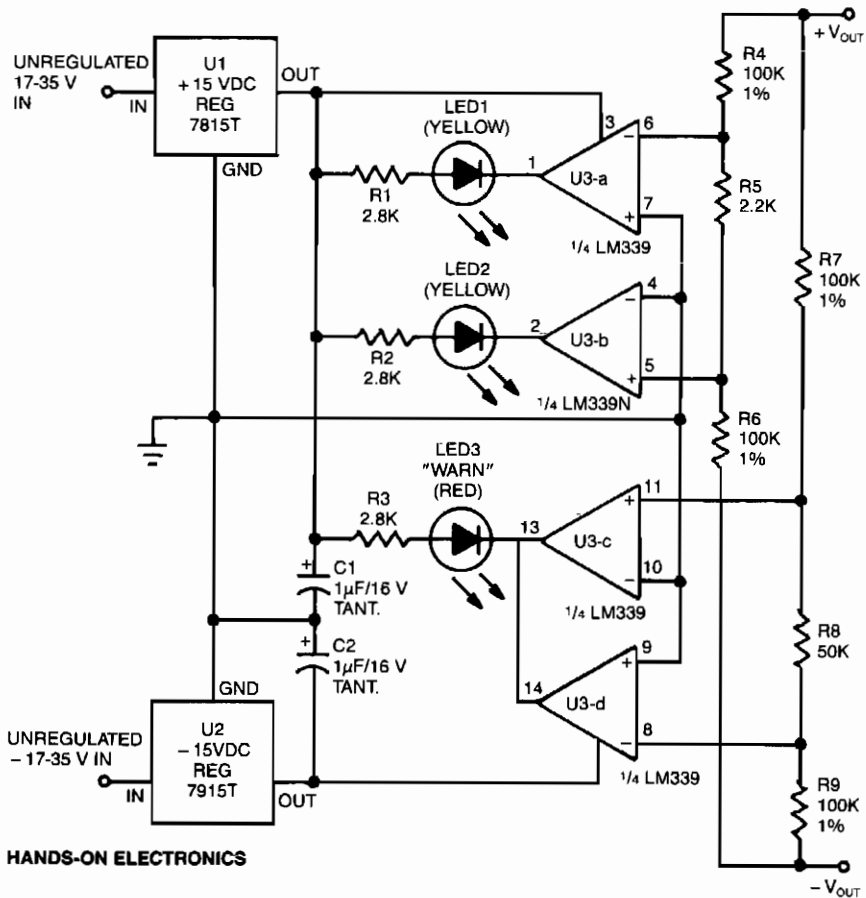 UNREGULATED
17-35 V
IN
IN
U1
+15 VDC
REG
7815T
OUT
GND
LED1
(YELLOW)
R1
2.8K
1
3
U3-a
6
−
7
+
1/4 LM339
R4
100K
1%
+VOUT
R5
2.2K
R7
100K
1%
LED2
(YELLOW)
R2
2.8K
2
U3-b
4
−
5
+
1/4 LM339N
R6
100K
1%
LED3
"WARN"
(RED)
R3
2.8K
13
U3-c
11
+
10
−
1/4 LM339
+
C1
1µF/16 V
TANT.
+
C2
1µF/16 V
TANT.
R8
50K
14
U3-d
9
+
8
−
1/4 LM339
GND
UNREGULATED
−17-35 V IN
IN
U2
−15VDC
REG
7915T
OUT
R9
100K
1%
−VOUT
HANDS-ON ELECTRONICS